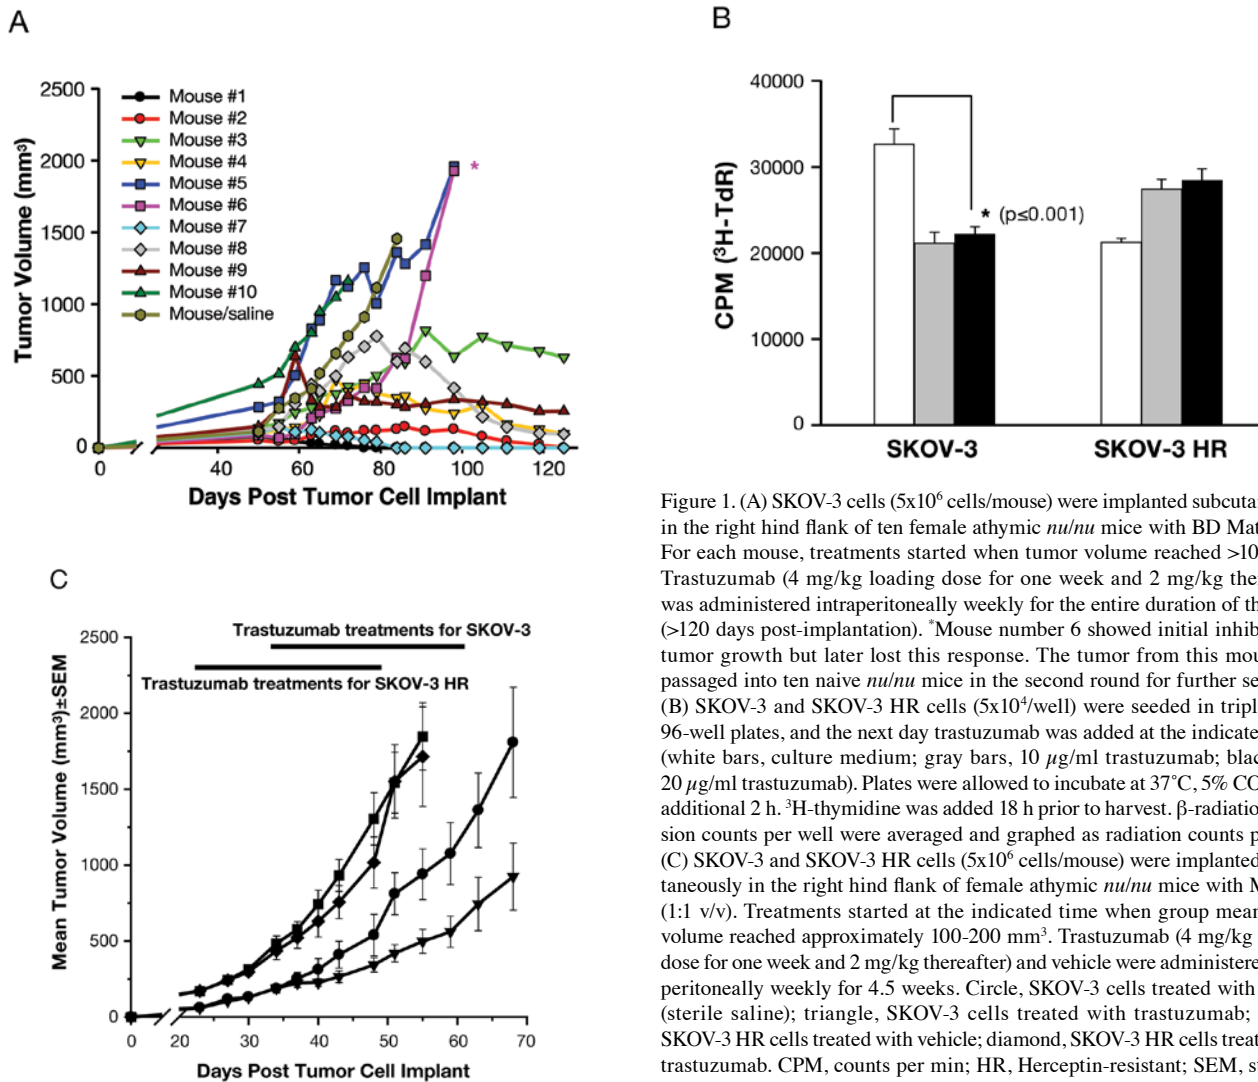 A
2500
2000
1500
1000
500
0
Tumor Volume (mm³)
Mouse #1
Mouse #2
Mouse #3
Mouse #4
Mouse #5
Mouse #6
Mouse #7
Mouse #8
Mouse #9
Mouse #10
Mouse/saline
*
0 40 60 80 100 120
Days Post Tumor Cell Implant
B
40000
30000
20000
10000
0
CPM (³H-TdR)
* (p≤0.001)
SKOV-3 SKOV-3 HR
C
2500
2000
1500
1000
500
0
Mean Tumor Volume (mm³)±SEM
Trastuzumab treatments for SKOV-3
Trastuzumab treatments for SKOV-3 HR
0 20 30 40 50 60 70
Days Post Tumor Cell Implant
Figure 1. (A) SKOV-3 cells (5x10⁶ cells/mouse) were implanted subcuta
in the right hind flank of ten female athymic nu/nu mice with BD Mat
For each mouse, treatments started when tumor volume reached >10
Trastuzumab (4 mg/kg loading dose for one week and 2 mg/kg the
was administered intraperitoneally weekly for the entire duration of th
(>120 days post-implantation). *Mouse number 6 showed initial inhib
tumor growth but later lost this response. The tumor from this mou
passaged into ten naive nu/nu mice in the second round for further se
(B) SKOV-3 and SKOV-3 HR cells (5x10⁴/well) were seeded in tripl
96-well plates, and the next day trastuzumab was added at the indicate
(white bars, culture medium; gray bars, 10 µg/ml trastuzumab; blac
20 µg/ml trastuzumab). Plates were allowed to incubate at 37˚C, 5% CO
additional 2 h. ³H-thymidine was added 18 h prior to harvest. β-radiatio
sion counts per well were averaged and graphed as radiation counts p
(C) SKOV-3 and SKOV-3 HR cells (5x10⁶ cells/mouse) were implanted
taneously in the right hind flank of female athymic nu/nu mice with M
(1:1 v/v). Treatments started at the indicated time when group mean
volume reached approximately 100-200 mm³. Trastuzumab (4 mg/kg
dose for one week and 2 mg/kg thereafter) and vehicle were administere
peritoneally weekly for 4.5 weeks. Circle, SKOV-3 cells treated with
(sterile saline); triangle, SKOV-3 cells treated with trastuzumab;
SKOV-3 HR cells treated with vehicle; diamond, SKOV-3 HR cells treat
trastuzumab. CPM, counts per min; HR, Herceptin-resistant; SEM, s